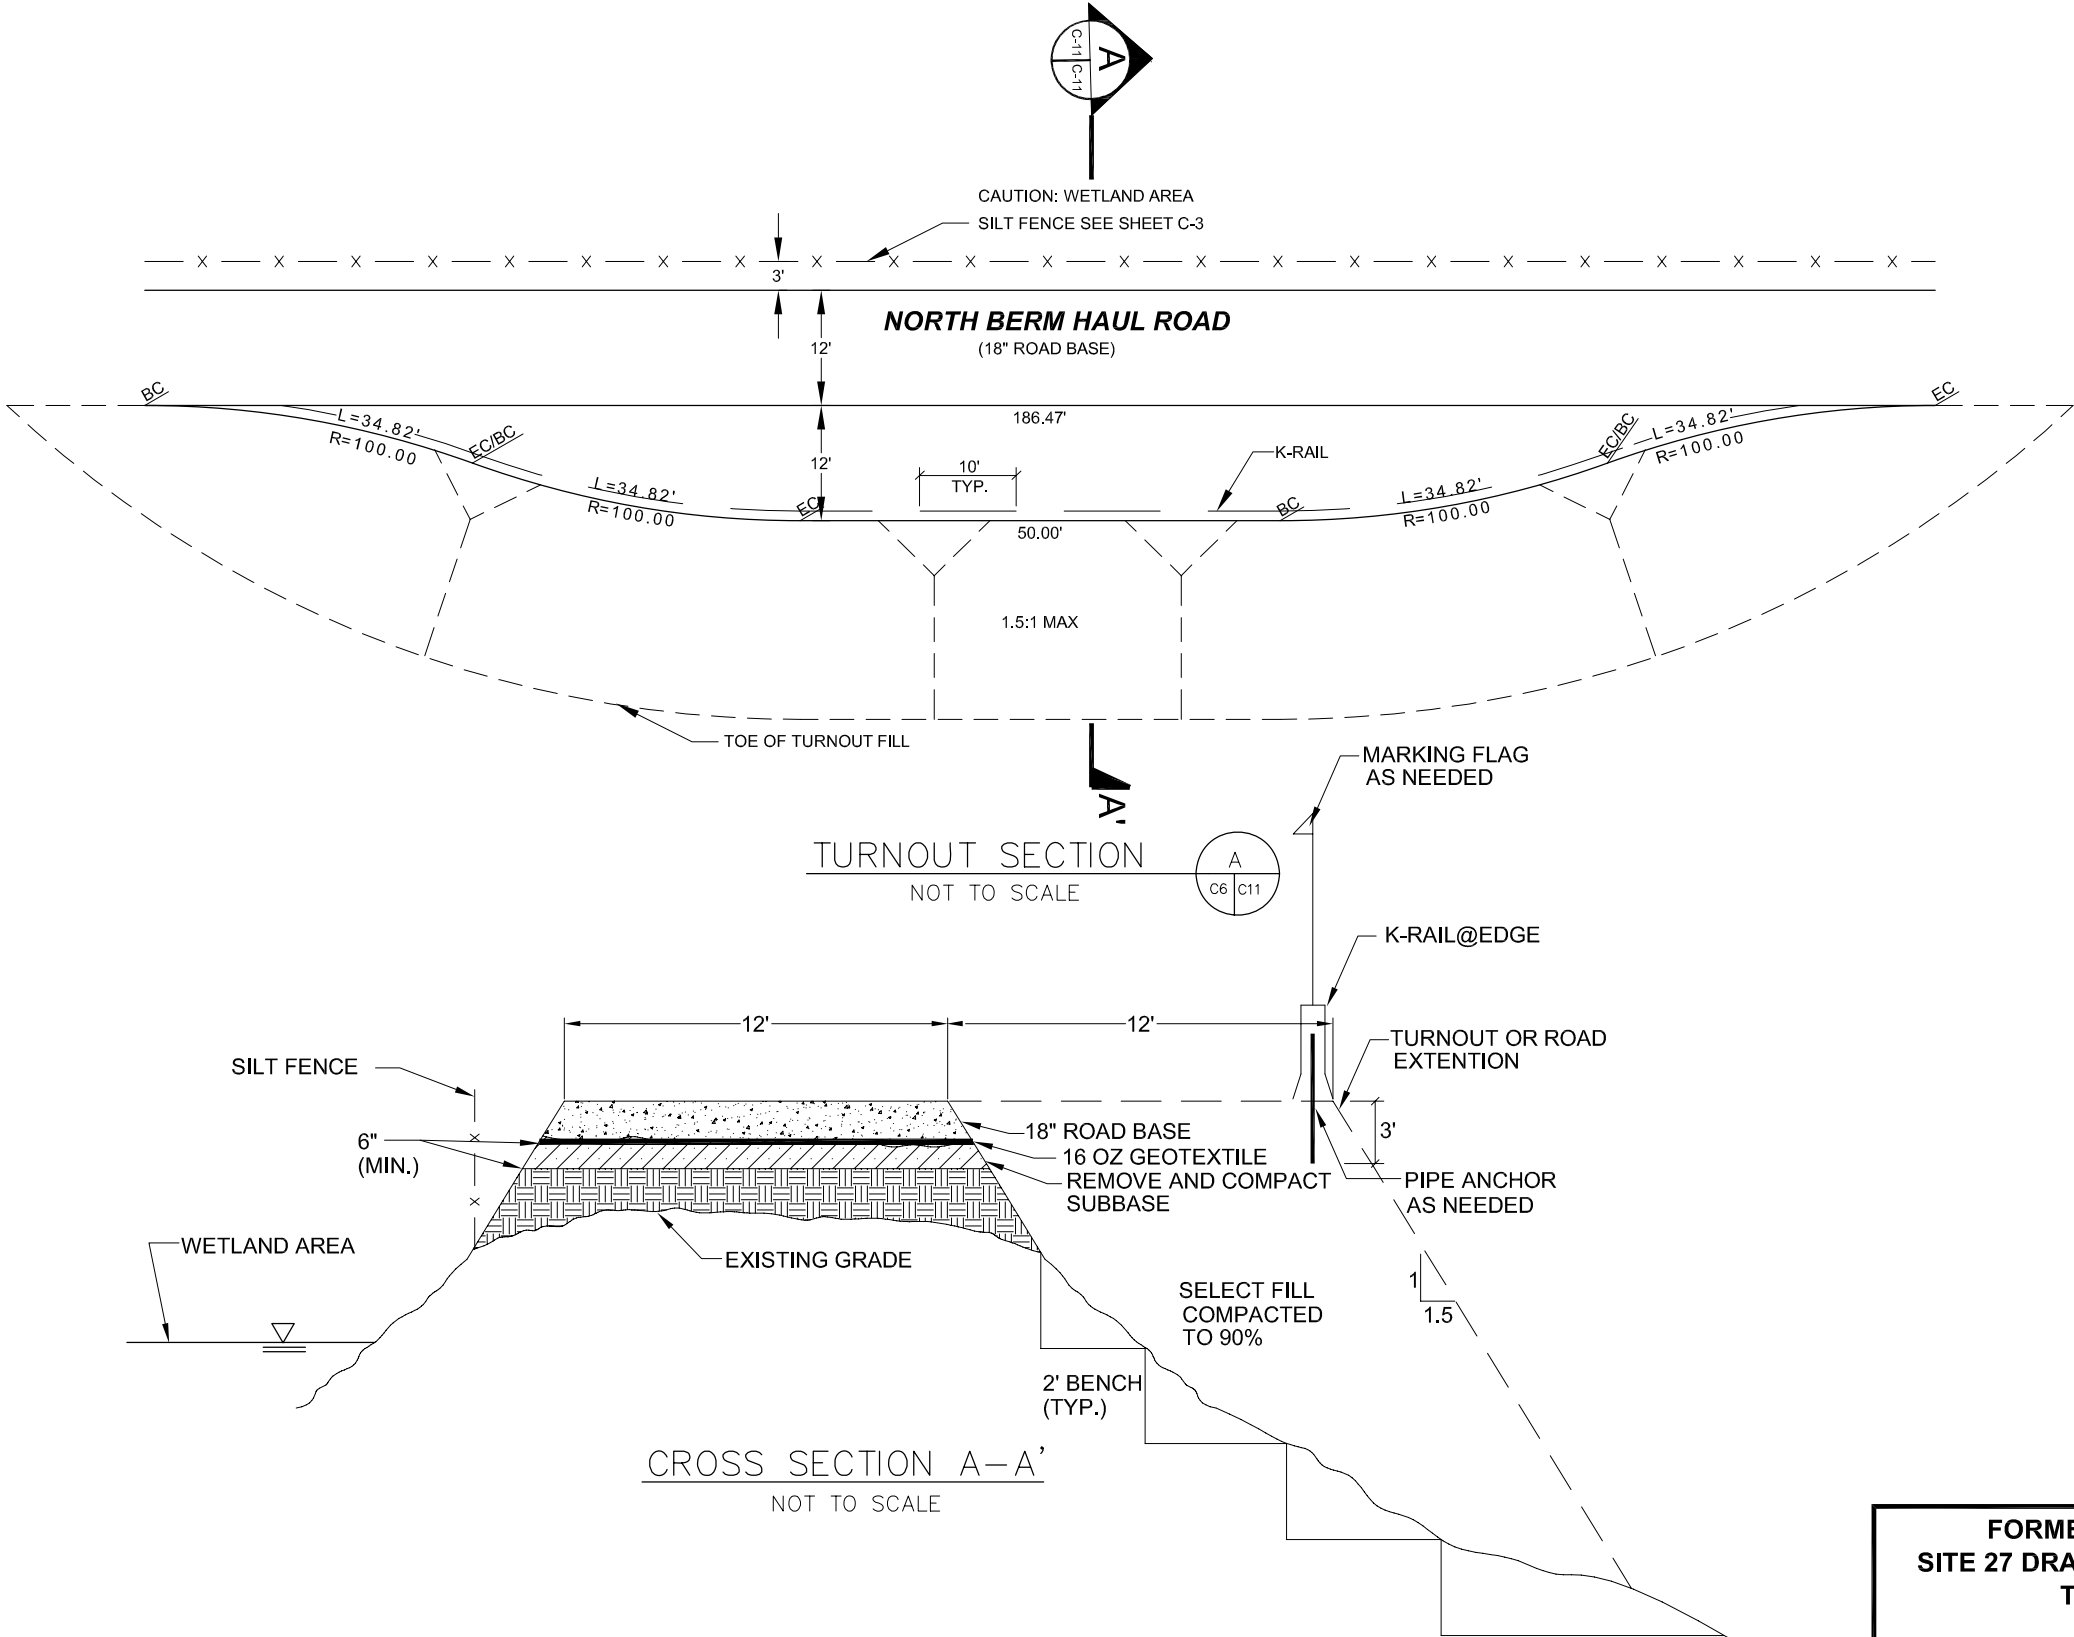 A
C-11
C-11
CAUTION: WETLAND AREA
SILT FENCE SEE SHEET C-3
X X X X X X X X X X X X X X X X X X X X X X X
3'
NORTH BERM HAUL ROAD
(18" ROAD BASE)
12'
BC
EC
186.47'
L=34.82'
R=100.00
EC/BC
EC/BC
L=34.82'
R=100.00
12'
10'
TYP.
K-RAIL
L=34.82'
R=100.00
EC
BC
L=34.82'
R=100.00
50.00'
1.5:1 MAX
TOE OF TURNOUT FILL
A'
MARKING FLAG
AS NEEDED
TURNOUT SECTION
NOT TO SCALE
A
C6
C11
K-RAIL@EDGE
12'
12'
TURNOUT OR ROAD
EXTENTION
SILT FENCE
X
X
6"
(MIN.)
18" ROAD BASE
16 OZ GEOTEXTILE
REMOVE AND COMPACT
SUBBASE
3'
PIPE ANCHOR
AS NEEDED
WETLAND AREA
EXISTING GRADE
SELECT FILL
COMPACTED
TO 90%
1
1.5
2' BENCH
(TYP.)
CROSS SECTION A-A'
NOT TO SCALE
FORME
SITE 27 DRA
T